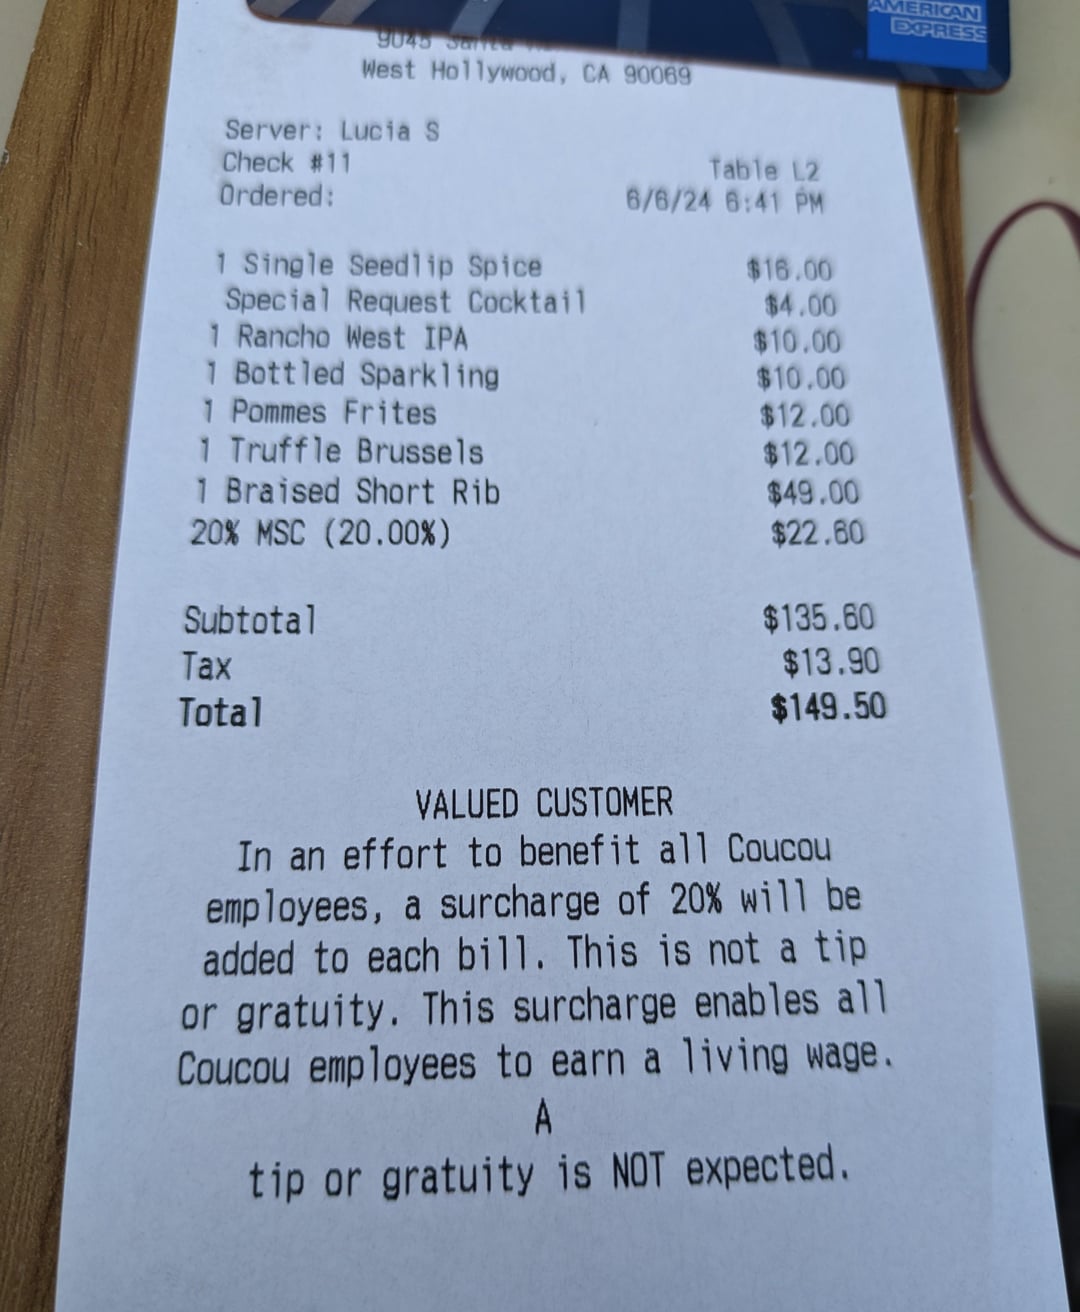 AMERICAN
EXPRESS
9045
West Hollywood, CA 90069
Server: Lucia S
Check #11
Table L2
Ordered:
6/6/24 6:41 PM
1 Single Seedlip Spice $16.00
Special Request Cocktail $4.00
1 Rancho West IPA $10.00
1 Bottled Sparkling $10.00
1 Pommes Frites $12.00
1 Truffle Brussels $12.00
1 Braised Short Rib $49.00
20% MSC (20.00%) $22.60
Subtotal $135.60
Tax $13.90
Total $149.50
VALUED CUSTOMER
In an effort to benefit all Coucou
employees, a surcharge of 20% will be
added to each bill. This is not a tip
or gratuity. This surcharge enables all
Coucou employees to earn a living wage.
A
tip or gratuity is NOT expected.